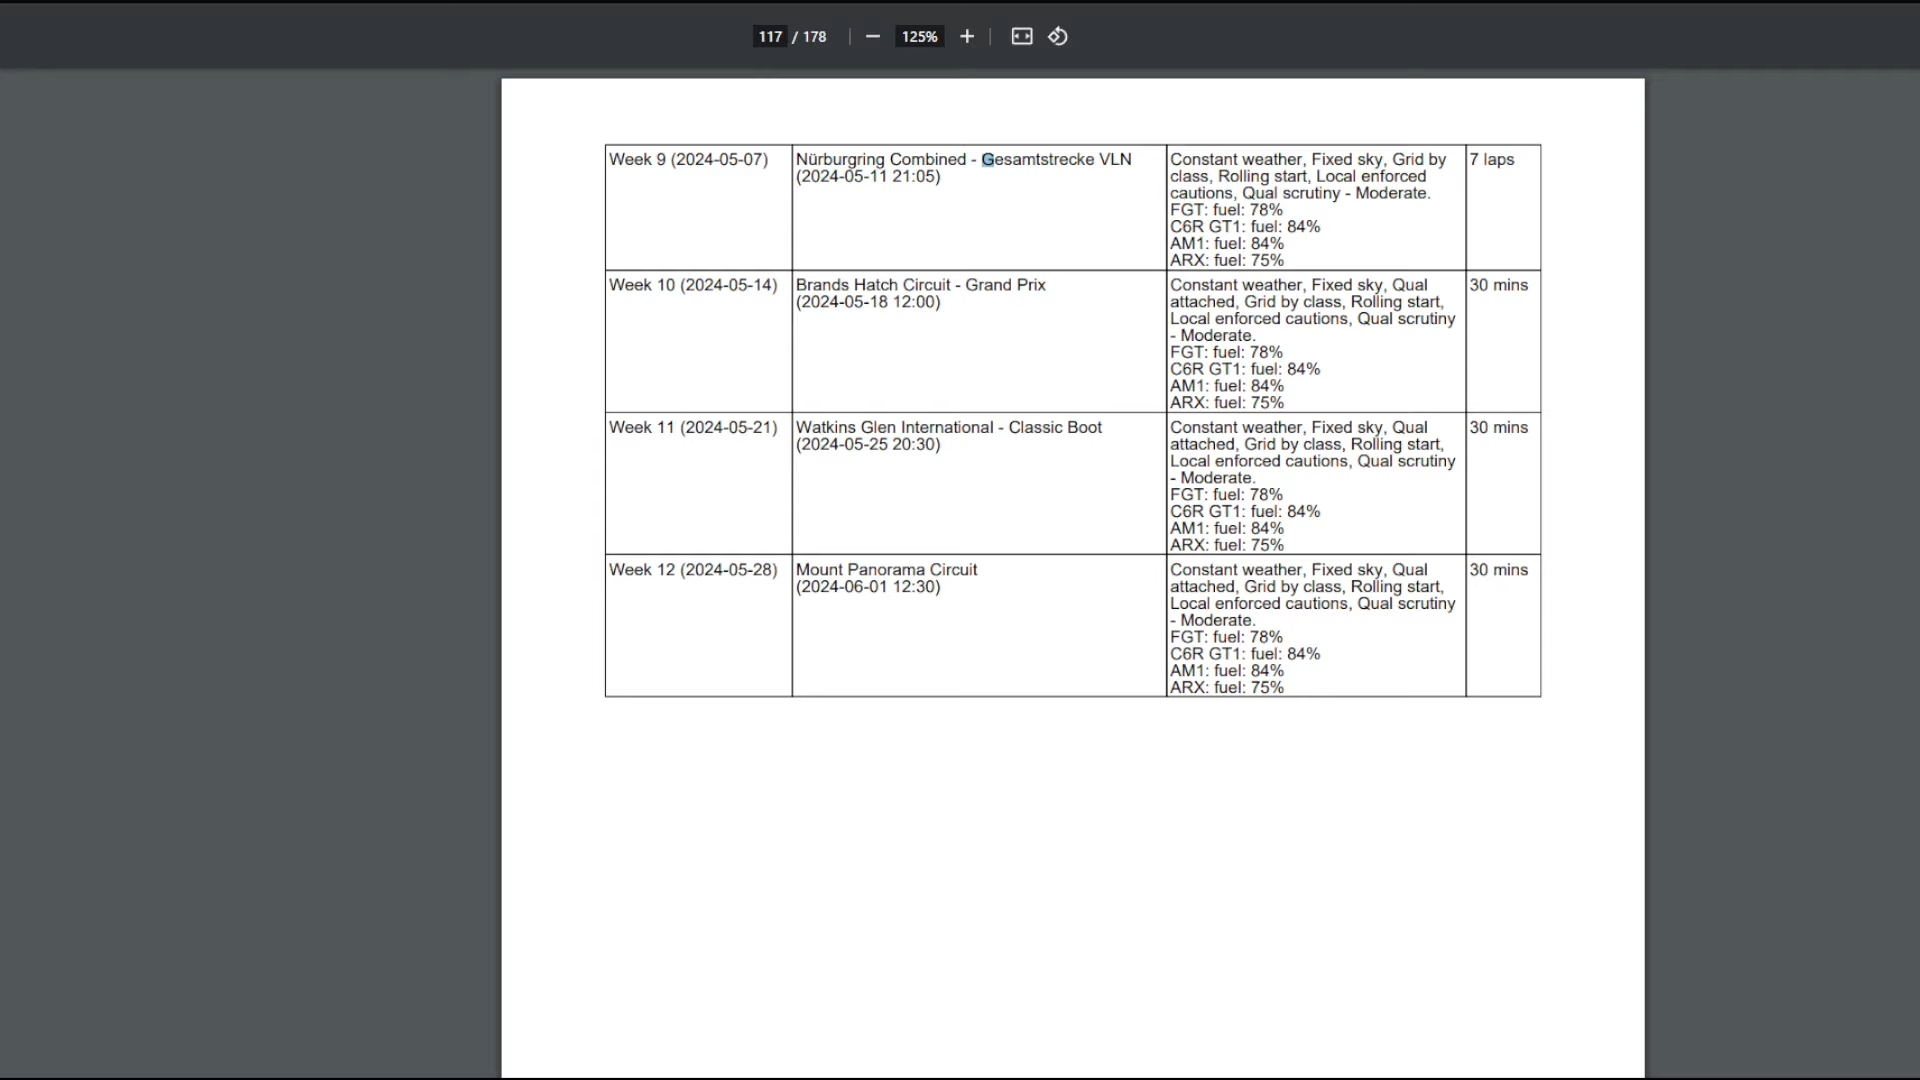 117 / 178 125%
Week 9 (2024-05-07)
Nürburgring Combined - Gesamtstrecke VLN
(2024-05-11 21:05)
Constant weather, Fixed sky, Grid by
class, Rolling start, Local enforced
cautions, Qual scrutiny - Moderate.
FGT: fuel: 78%
C6R GT1: fuel: 84%
AM1: fuel: 84%
ARX: fuel: 75%
7 laps
Week 10 (2024-05-14)
Brands Hatch Circuit - Grand Prix
(2024-05-18 12:00)
Constant weather, Fixed sky, Qual
attached, Grid by class, Rolling start,
Local enforced cautions, Qual scrutiny
- Moderate.
FGT: fuel: 78%
C6R GT1: fuel: 84%
AM1: fuel: 84%
ARX: fuel: 75%
30 mins
Week 11 (2024-05-21)
Watkins Glen International - Classic Boot
(2024-05-25 20:30)
Constant weather, Fixed sky, Qual
attached, Grid by class, Rolling start,
Local enforced cautions, Qual scrutiny
- Moderate.
FGT: fuel: 78%
C6R GT1: fuel: 84%
AM1: fuel: 84%
ARX: fuel: 75%
30 mins
Week 12 (2024-05-28)
Mount Panorama Circuit
(2024-06-01 12:30)
Constant weather, Fixed sky, Qual
attached, Grid by class, Rolling start,
Local enforced cautions, Qual scrutiny
- Moderate.
FGT: fuel: 78%
C6R GT1: fuel: 84%
AM1: fuel: 84%
ARX: fuel: 75%
30 mins